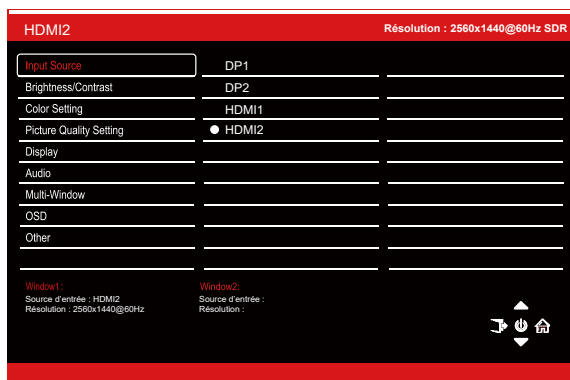 HDMI2 Résolution : 2560x1440@60Hz SDR
Input Source DP1
Brightness/Contrast DP2
Color Setting HDMI1
Picture Quality Setting HDMI2
Display
Audio
Multi-Window
OSD
Other
Window1: Window2:
Source d'entrée : HDMI2 Source d'entrée :
Résolution : 2560x1440@60Hz Résolution :